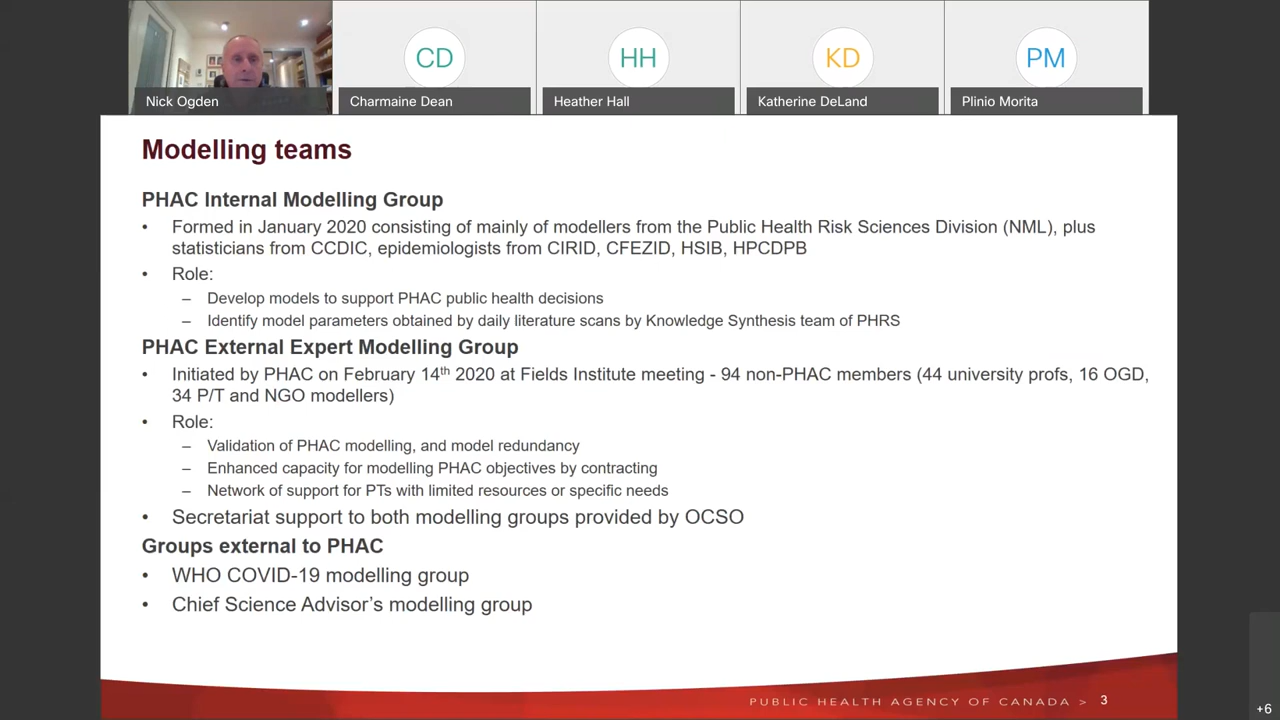 CD
HH
KD
PM
Nick Ogden
Charmaine Dean
Heather Hall
Katherine DeLand
Plinio Morita
Modelling teams
PHAC Internal Modelling Group
• Formed in January 2020 consisting of mainly of modellers from the Public Health Risk Sciences Division (NML), plus
statisticians from CCDIC, epidemiologists from CIRID, CFEZID, HSIB, HPCDPB
• Role:
– Develop models to support PHAC public health decisions
– Identify model parameters obtained by daily literature scans by Knowledge Synthesis team of PHRS
PHAC External Expert Modelling Group
• Initiated by PHAC on February 14th 2020 at Fields Institute meeting - 94 non-PHAC members (44 university profs, 16 OGD,
34 P/T and NGO modellers)
• Role:
– Validation of PHAC modelling, and model redundancy
– Enhanced capacity for modelling PHAC objectives by contracting
– Network of support for PTs with limited resources or specific needs
• Secretariat support to both modelling groups provided by OCSO
Groups external to PHAC
• WHO COVID-19 modelling group
• Chief Science Advisor's modelling group
PUBLIC HEALTH AGENCY OF CANADA > 3
+6